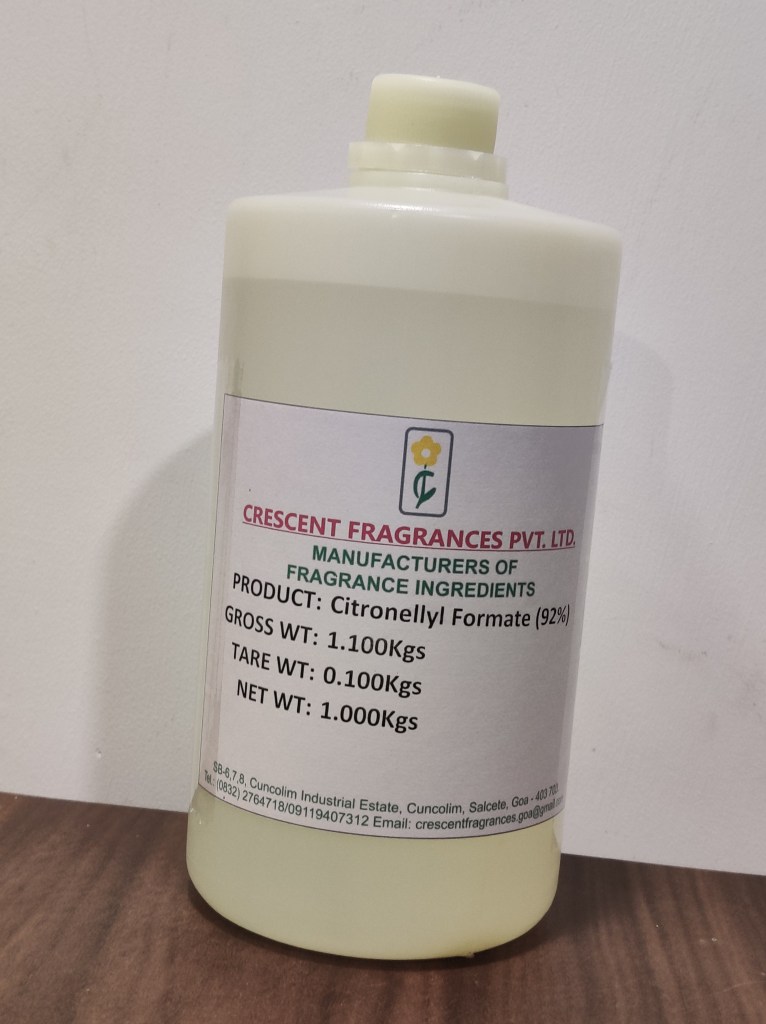 CRESCENT FRAGRANCES PVT. LTD.
MANUFACTURERS OF
FRAGRANCE INGREDIENTS
PRODUCT: Citronellyl Formate (92%)
GROSS WT: 1.100Kgs
TARE WT: 0.100Kgs
NET WT: 1.000Kgs
SB-6,7,8, Cuncolim Industrial Estate, Cuncolim, Salcete, Goa - 403 703
Tel.: (0832) 2764718/09119407312 Email: crescentfragrances.goa@gmail